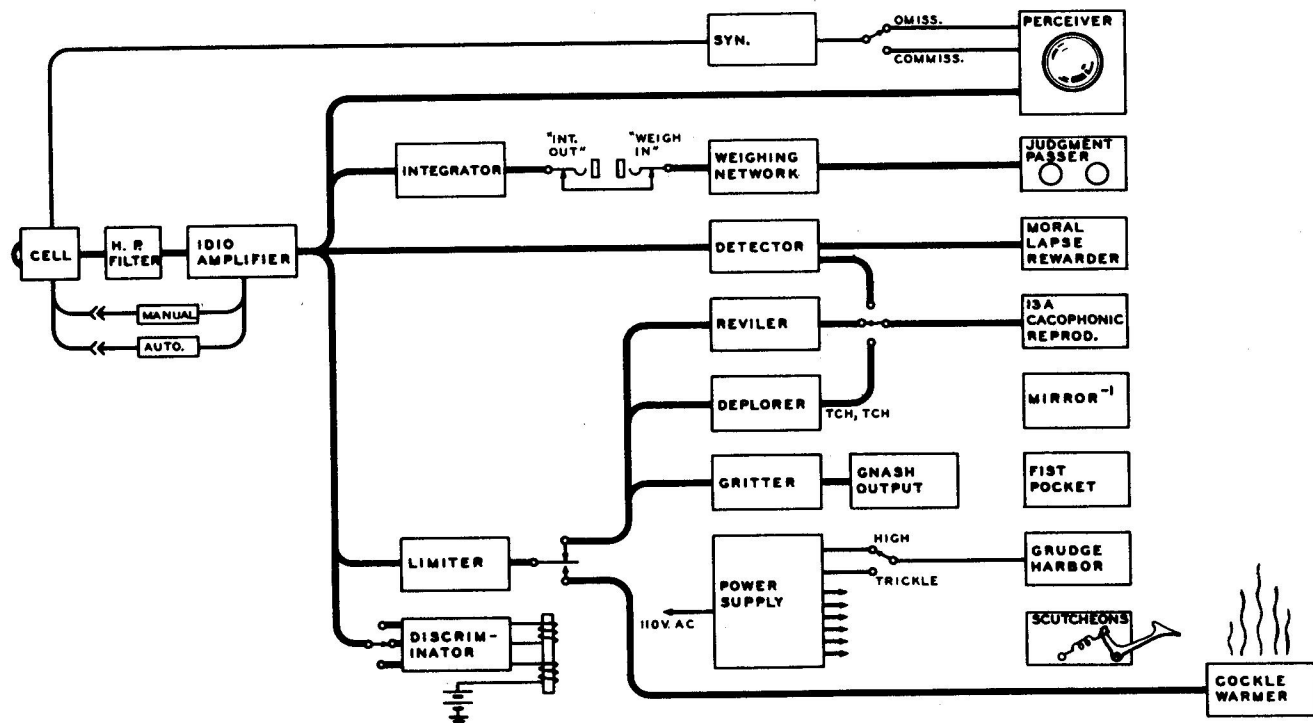 SYN.
OMISS.
COMMISS.
PERCEIVER
INTEGRATOR
"INT.
OUT"
"WEIGH
IN"
WEIGHING
NETWORK
JUDGMENT
PASSER
CELL
H. P.
FILTER
IDIO
AMPLIFIER
MANUAL
AUTO.
DETECTOR
MORAL
LAPSE
REWARDER
REVILER
13A
CACOPHONIC
REPROD.
DEPLORER
TCH, TCH
MIRROR⁻¹
GRITTER
GNASH
OUTPUT
FIST
POCKET
LIMITER
POWER
SUPPLY
HIGH
TRICKLE
110V. AC
GRUDGE
HARBOR
DISCRIM-
INATOR
SCUTCHEONS
COCKLE
WARMER